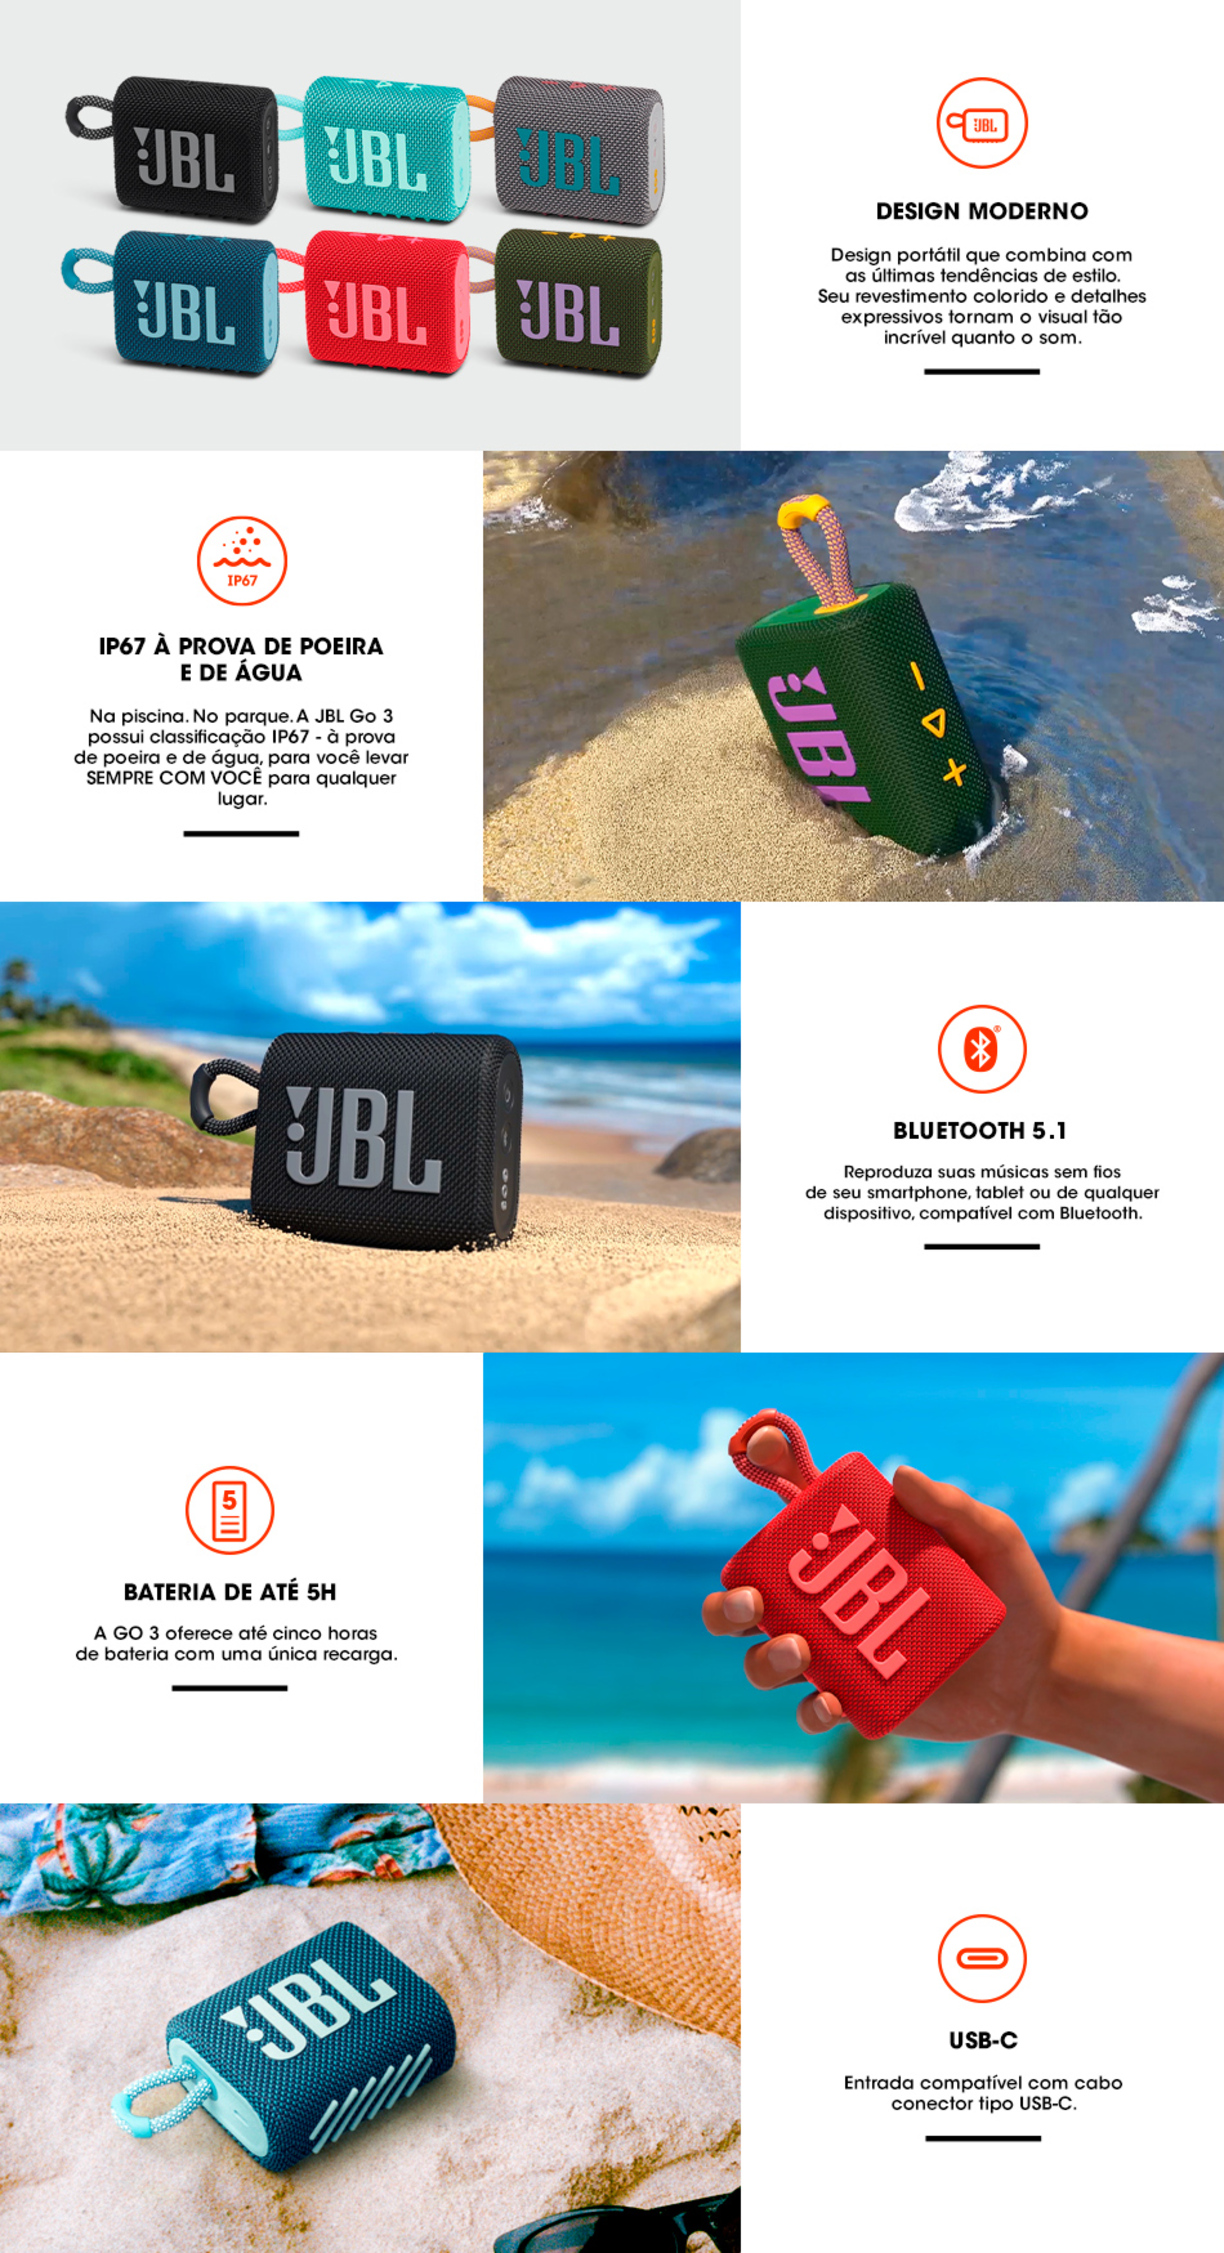 JBL
JBL
JBL
JBL
JBL
JBL
JBL
DESIGN MODERNO
Design portátil que combina com
as últimas tendências de estilo.
Seu revestimento colorido e detalhes
expressivos tornam o visual tão
incrível quanto o som.
IP67
IP67 À PROVA DE POEIRA
E DE ÁGUA
Na piscina. No parque. A JBL Go 3
possui classificação IP67 - à prova
de poeira e de água, para você levar
SEMPRE COM VOCÊ para qualquer
lugar.
JBL
JBL
BLUETOOTH 5.1
Reproduza suas músicas sem fios
de seu smartphone, tablet ou de qualquer
dispositivo, compatível com Bluetooth.
5
BATERIA DE ATÉ 5H
A GO 3 oferece até cinco horas
de bateria com uma única recarga.
JBL
JBL
USB-C
Entrada compatível com cabo
conector tipo USB-C.